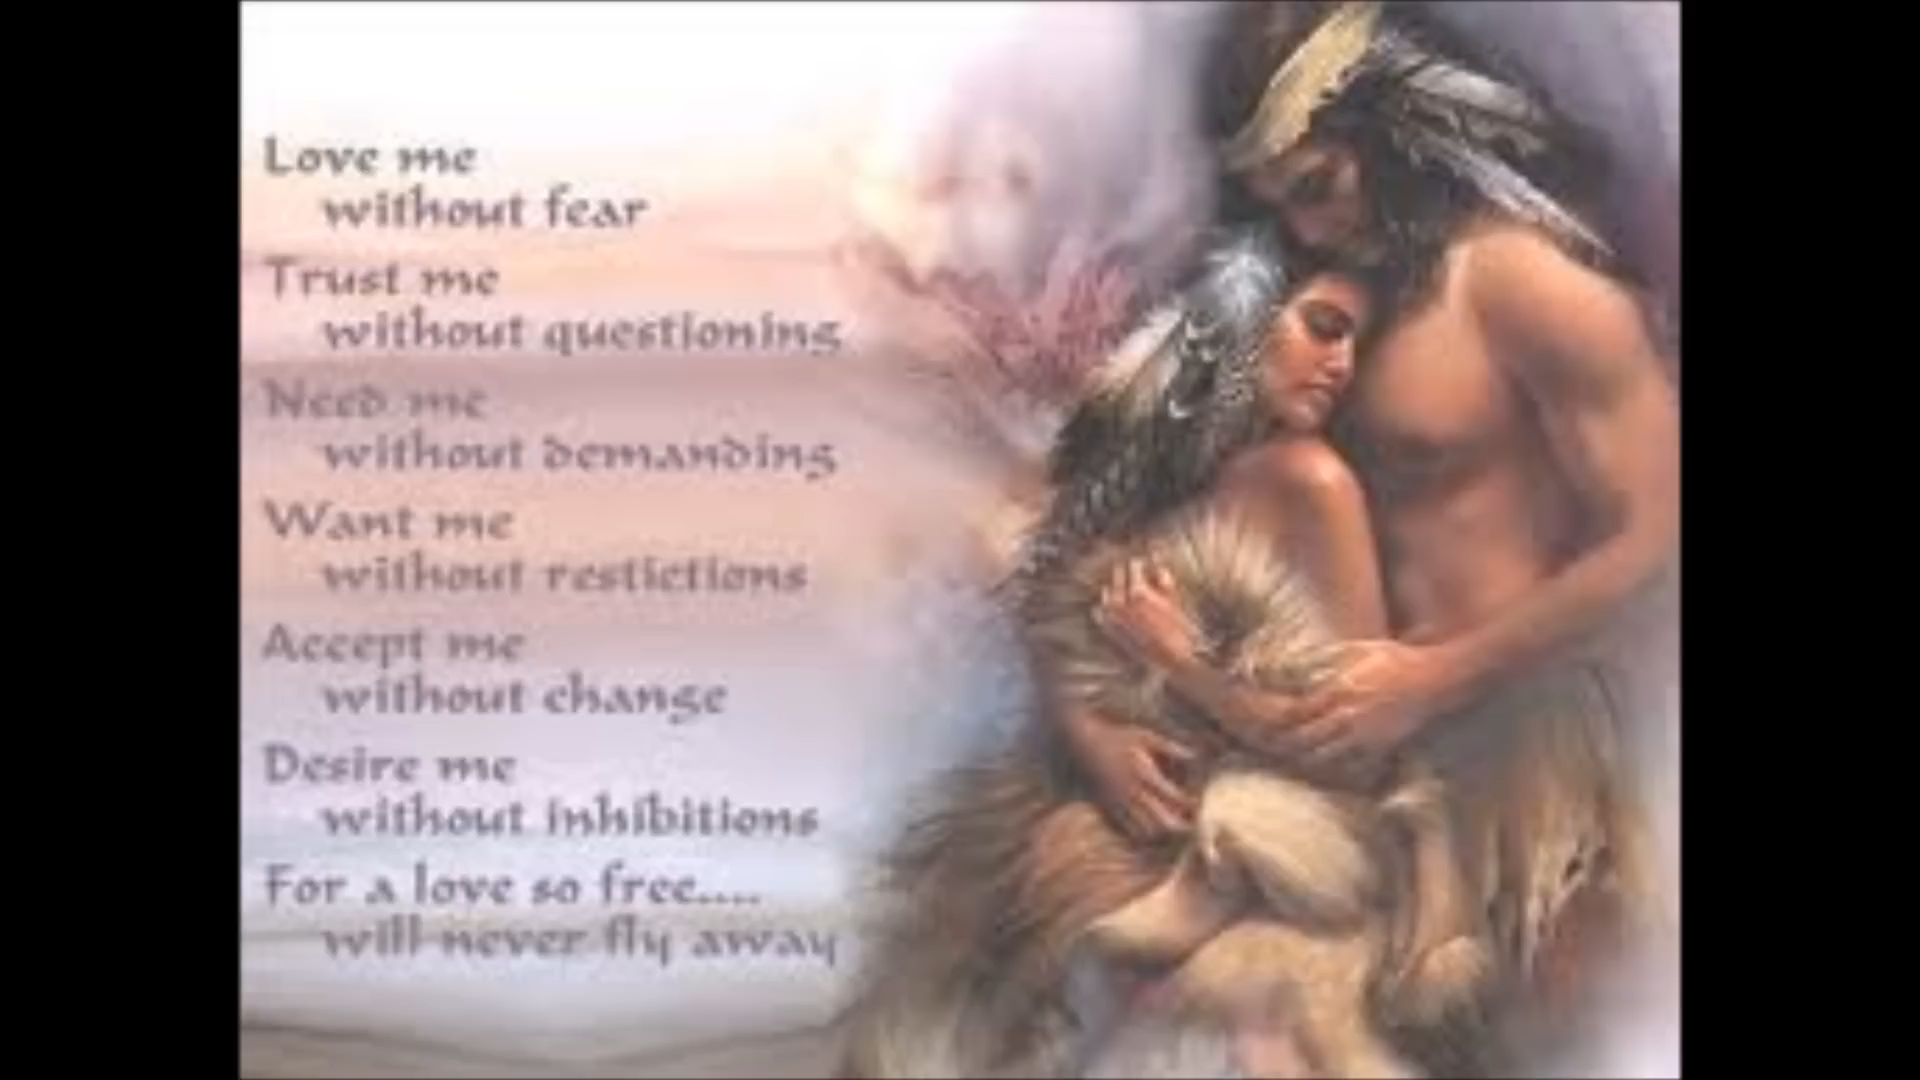 Love me
without fear
Trust me
without questioning
Need me
without demanding
Want me
without restictions
Accept me
without change
Desire me
without inhibitions
For a love so free....
will never fly away